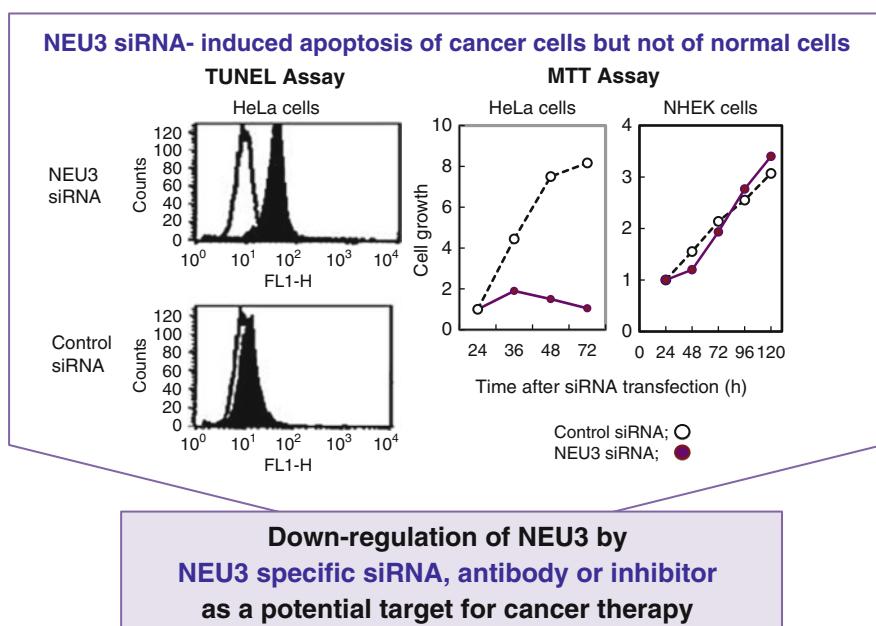 NEU3 siRNA- induced apoptosis of cancer cells but not of normal cells
TUNEL Assay
MTT Assay
HeLa cells
HeLa cells
NHEK cells
NEU3
siRNA
Counts
120
100
80
60
40
20
0
10⁰ 10¹ 10² 10³ 10⁴
FL1-H
Control
siRNA
Counts
120
100
80
60
40
20
0
10⁰ 10¹ 10² 10³ 10⁴
FL1-H
Cell growth
10
8
6
4
2
0
24 36 48 72
4
3
2
1
0
0 24 48 72 96 120
Time after siRNA transfection (h)
Control siRNA;
NEU3 siRNA;
Down-regulation of NEU3 by
NEU3 specific siRNA, antibody or inhibitor
as a potential target for cancer therapy